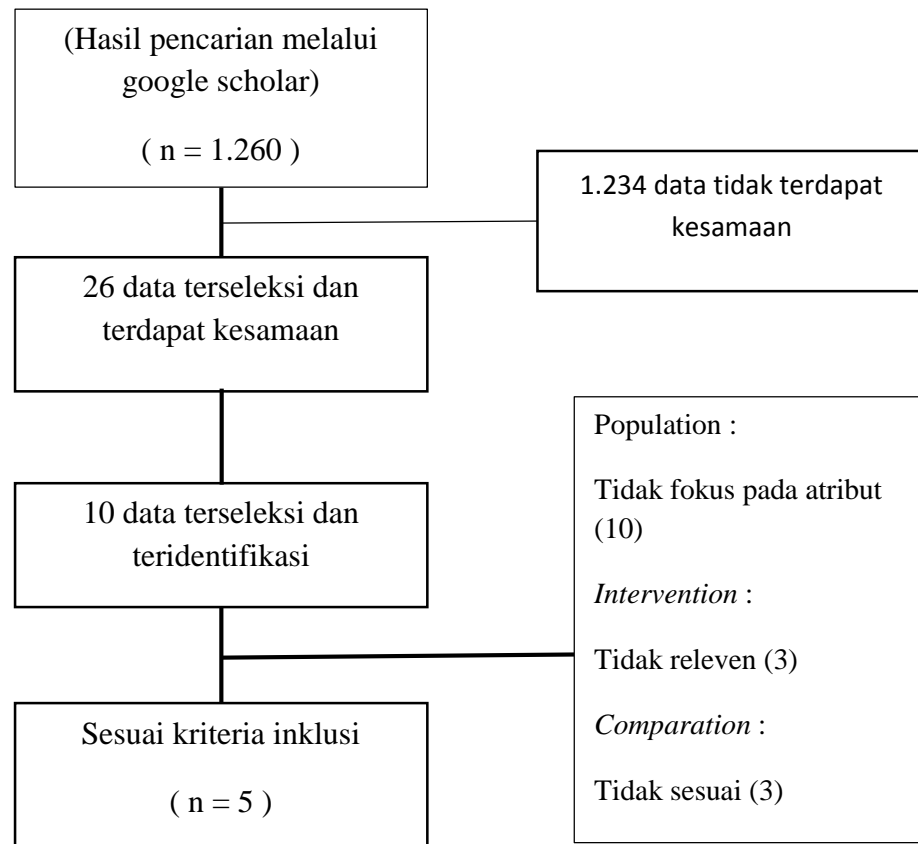 (Hasil pencarian melalui
google scholar)
( n = 1.260 )
1.234 data tidak terdapat
kesamaan
26 data terseleksi dan
terdapat kesamaan
10 data terseleksi dan
teridentifikasi
Population :
Tidak fokus pada atribut
(10)
Intervention :
Tidak releven (3)
Comparation :
Tidak sesuai (3)
Sesuai kriteria inklusi
( n = 5 )